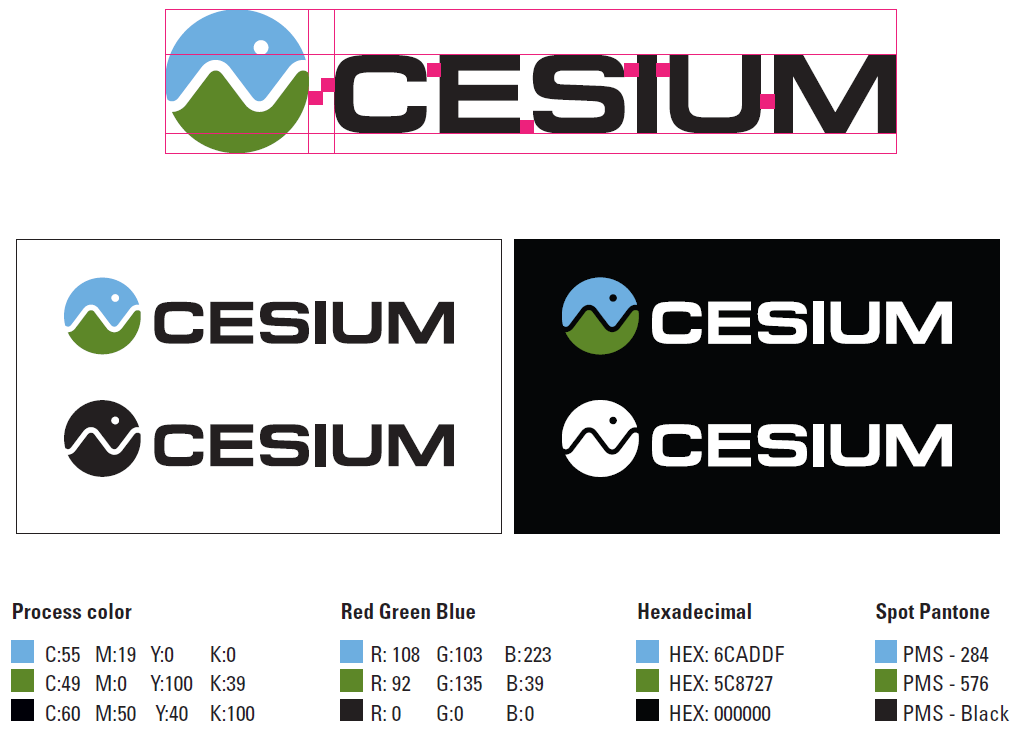 CESIUM
CESIUM
CESIUM
CESIUM
CESIUM
Process color Red Green Blue Hexadecimal Spot Pantone
C:55 M:19 Y:0 K:0 R: 108 G:103 B:223 HEX: 6CADDF PMS - 284
C:49 M:0 Y:100 K:39 R: 92 G:135 B:39 HEX: 5C8727 PMS - 576
C:60 M:50 Y:40 K:100 R: 0 G:0 B:0 HEX: 000000 PMS - Black